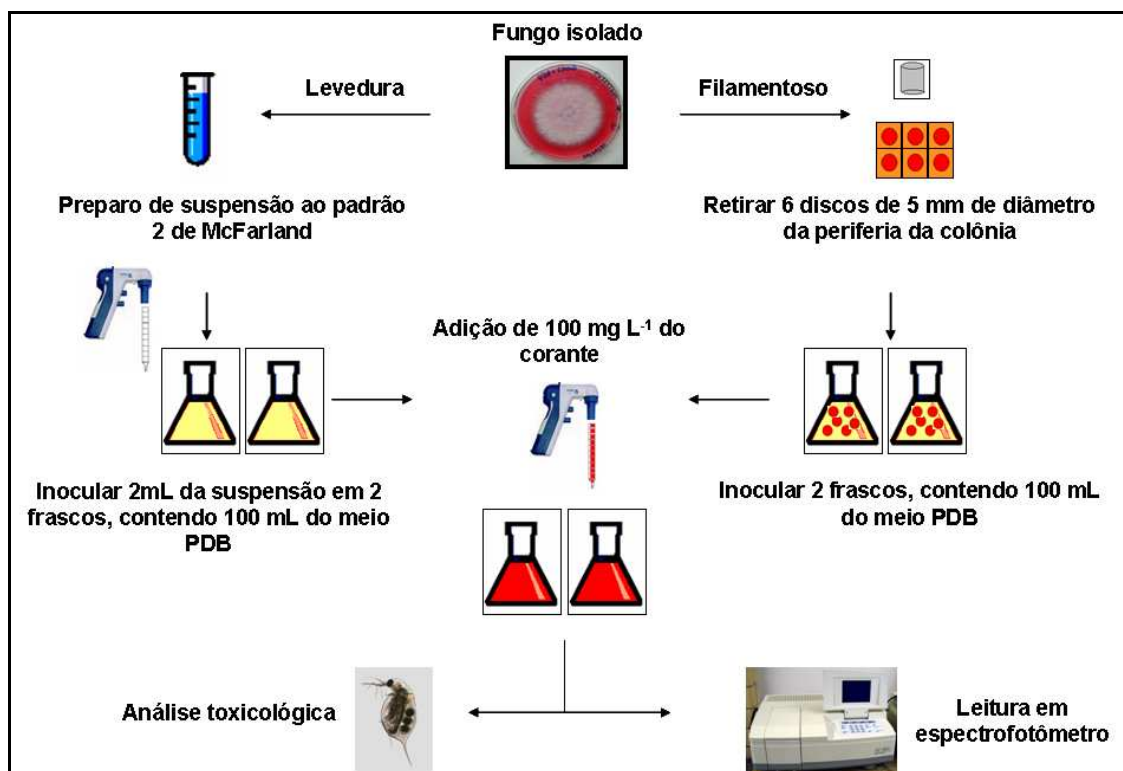 Fungo isolado
Levedura
Filamentoso
Preparo de suspensão ao padrão
2 de McFarland
Retirar 6 discos de 5 mm de diâmetro
da periferia da colônia
Adição de 100 mg L⁻¹ do
corante
Inocular 2mL da suspensão em 2
frascos, contendo 100 mL do meio
PDB
Inocular 2 frascos, contendo 100 mL
do meio PDB
Análise toxicológica
Leitura em
espectrofotômetro